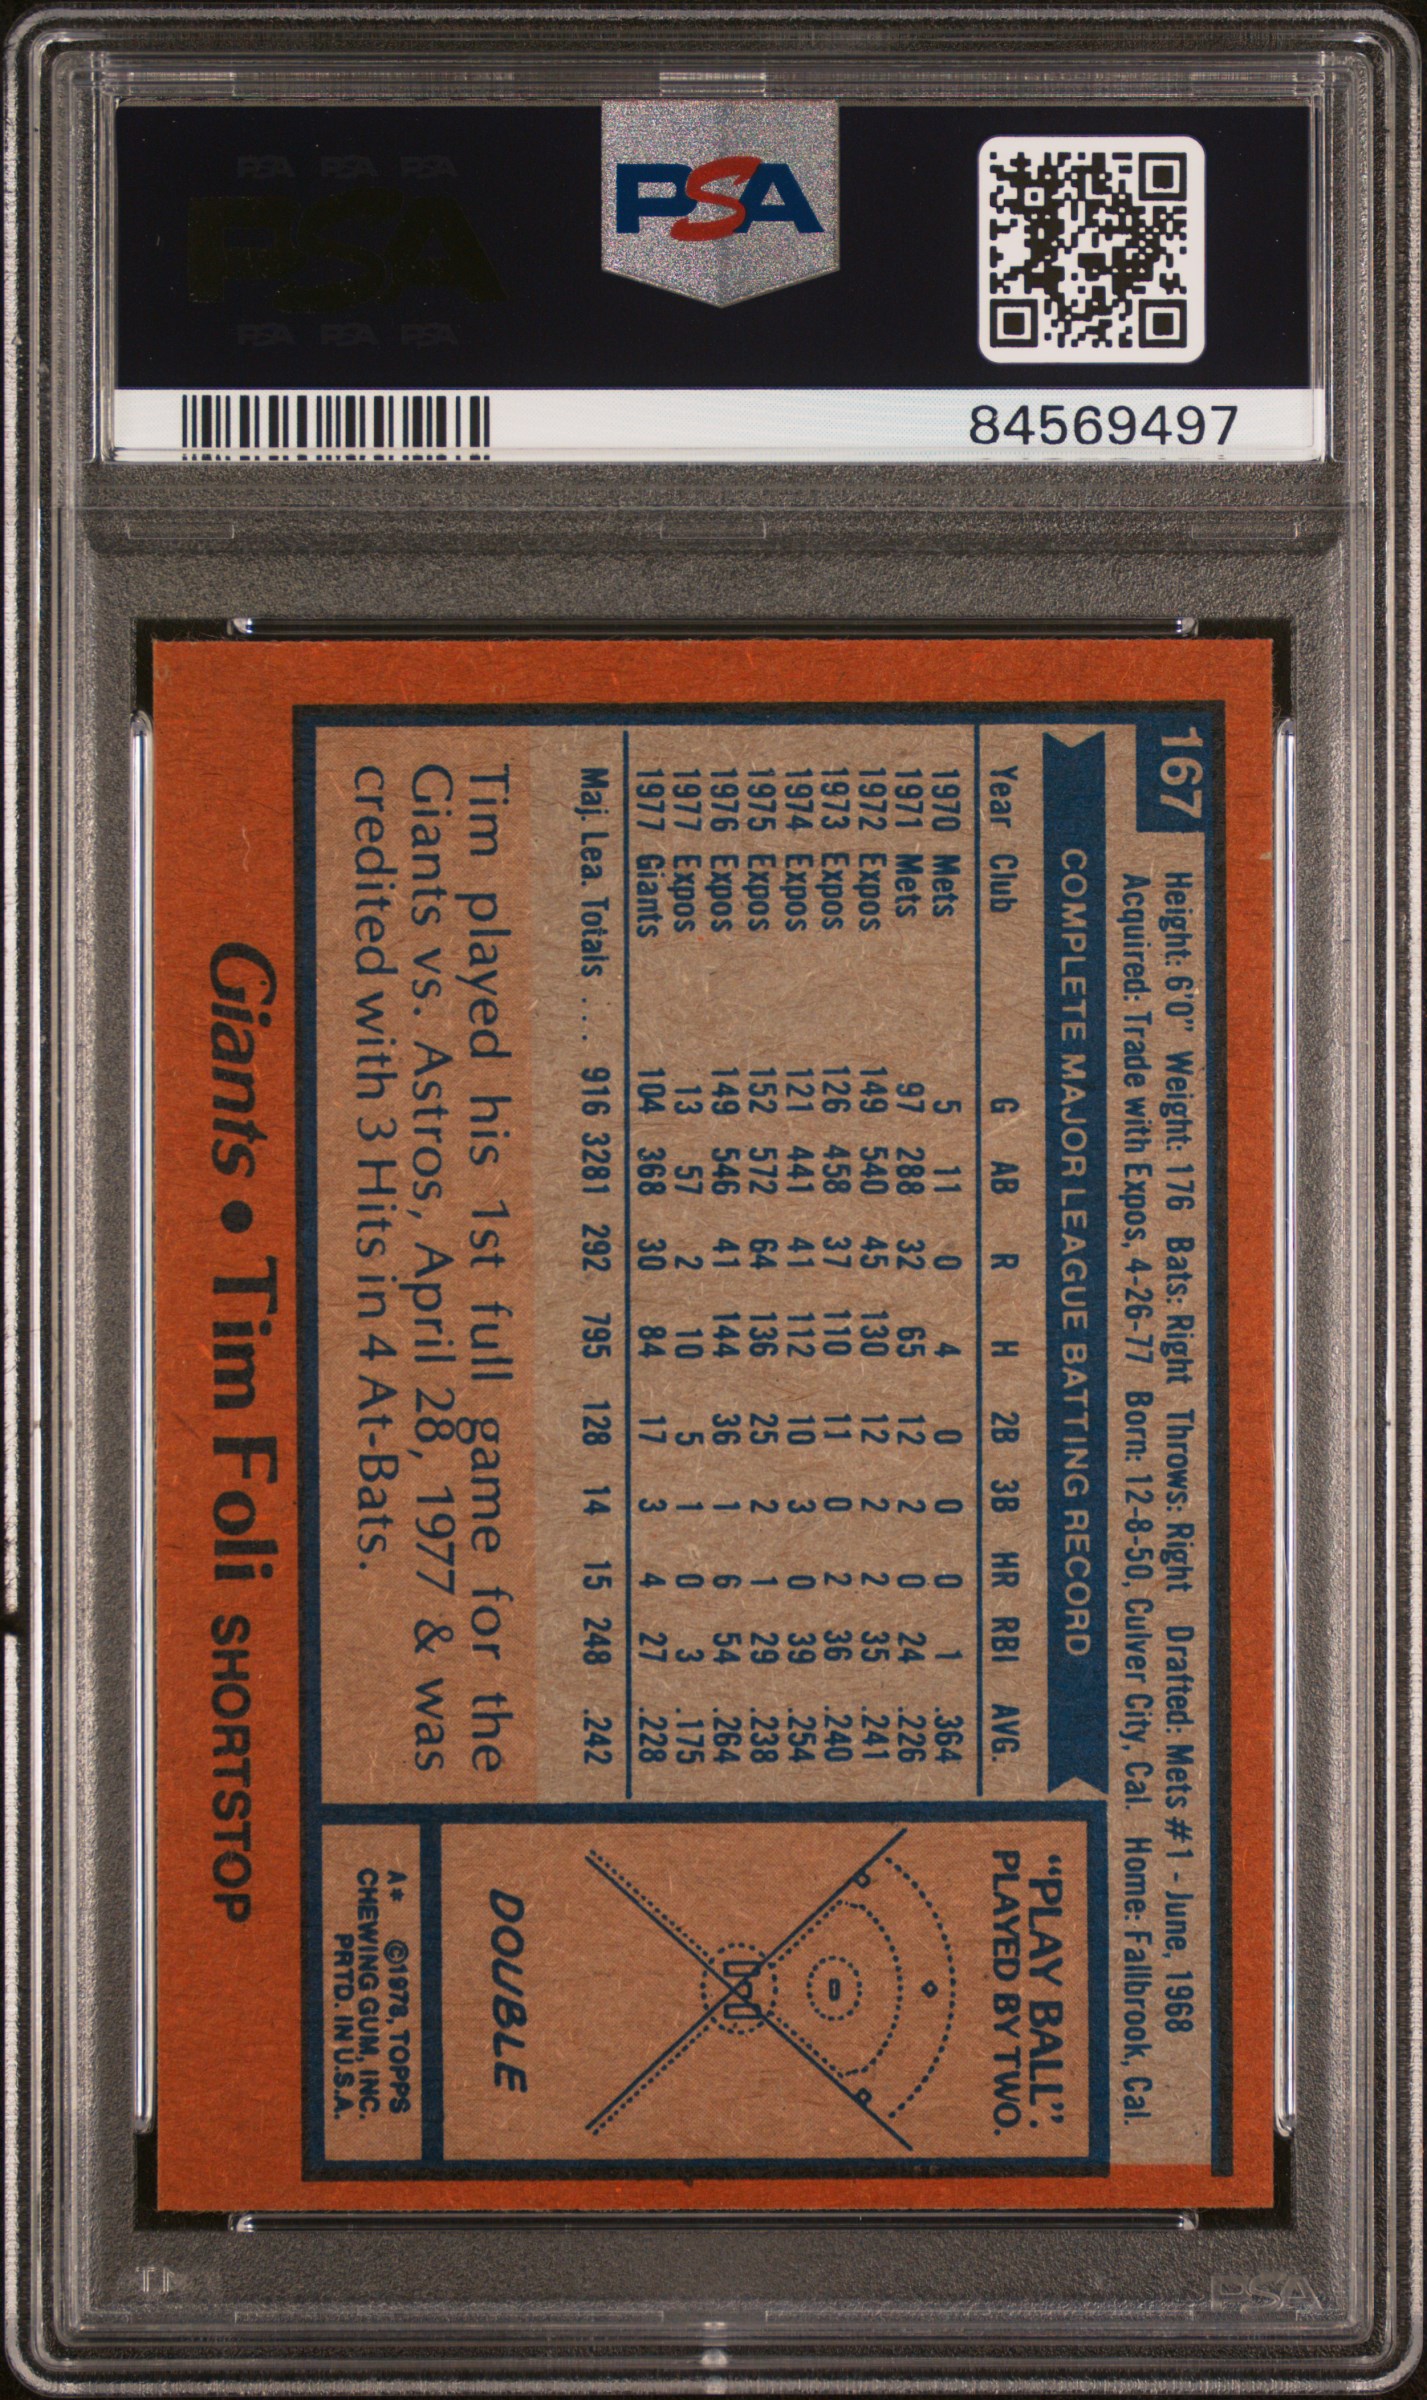 PSA PSA PSA
PSA
PSA PSA PSA
PSA
84569497
167
Height: 6'0" Weight: 176 Bats: Right Throws: Right Drafted: Mets #1 - June, 1968
Acquired: Trade with Expos, 4-26-77 Born: 12-8-50, Culver City, Cal. Home: Fallbrook, Cal.
COMPLETE MAJOR LEAGUE BATTING RECORD
Year Club G AB R H 2B 3B HR RBI AVG.
1970 Mets 5 11 0 4 0 0 0 1 .364
1971 Mets 97 288 32 65 12 2 0 24 .226
1972 Expos 149 540 45 130 12 2 2 35 .241
1973 Expos 126 458 37 110 11 0 2 36 .240
1974 Expos 121 441 41 112 10 3 0 39 .254
1975 Expos 152 572 64 136 25 2 1 29 .238
1976 Expos 149 546 41 144 36 1 6 54 .264
1977 Expos 13 57 2 10 5 1 0 3 .175
1977 Giants 104 368 30 84 17 3 4 27 .228
Maj. Lea. Totals .... 916 3281 292 795 128 14 15 248 .242
Tim played his 1st full game for the
Giants vs. Astros, April 28, 1977 & was
credited with 3 Hits in 4 At-Bats.
"PLAY BALL".
PLAYED BY TWO.
DOUBLE
A* ©1978, TOPPS
CHEWING GUM, INC.
PRTD. IN U.S.A.
Giants • Tim Foli SHORTSTOP
PSA